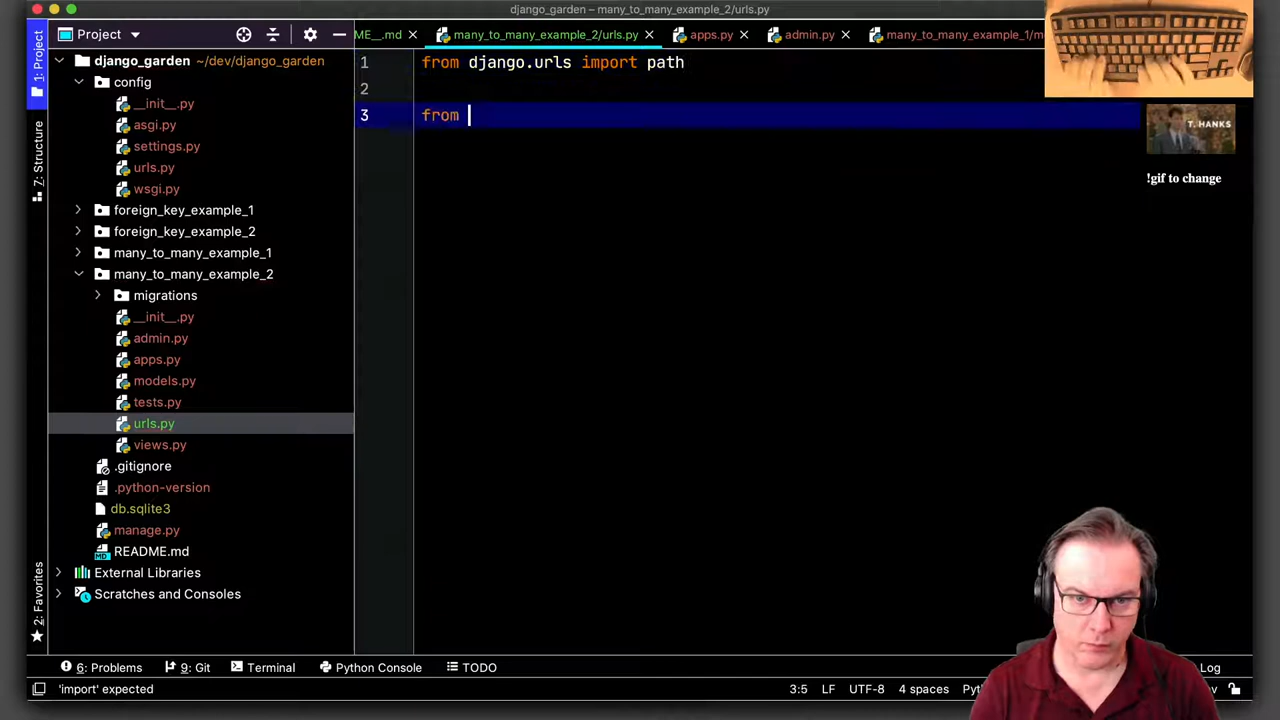 django_garden – many_to_many_example_2/urls.py
1: Project
Project
ME__.md
many_to_many_example_2/urls.py
apps.py
admin.py
many_to_many_example_1/m
django_garden ~/dev/django_garden
config
__init__.py
asgi.py
settings.py
urls.py
wsgi.py
foreign_key_example_1
foreign_key_example_2
many_to_many_example_1
many_to_many_example_2
migrations
__init__.py
admin.py
apps.py
models.py
tests.py
urls.py
views.py
.gitignore
.python-version
db.sqlite3
manage.py
README.md
External Libraries
Scratches and Consoles
7: Structure
2: Favorites
1 from django.urls import path
2
3 from
T. HANKS
!gif to change
6: Problems
9: Git
Terminal
Python Console
TODO
Log
'import' expected
3:5
LF
UTF-8
4 spaces